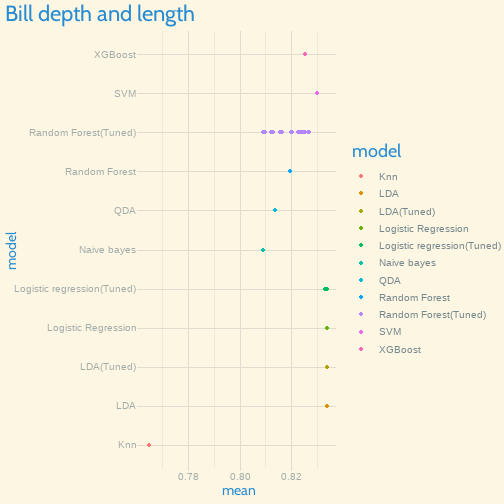 Bill depth and length
XGBoost
SVM
Random Forest(Tuned)
Random Forest
QDA
Naive bayes
Logistic regression(Tuned)
Logistic Regression
LDA(Tuned)
LDA
Knn
model
0.78 0.80 0.82
mean
model
Knn
LDA
LDA(Tuned)
Logistic Regression
Logistic regression(Tuned)
Naive bayes
QDA
Random Forest
Random Forest(Tuned)
SVM
XGBoost